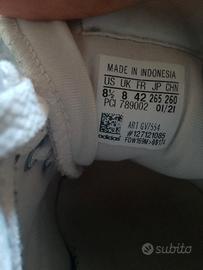 MADE IN INDONESIA
US UK FR JP CHN
8½ 8 42 265 260
PCI 789002 01/21
ART GV7554
#127121085
adidas
subito